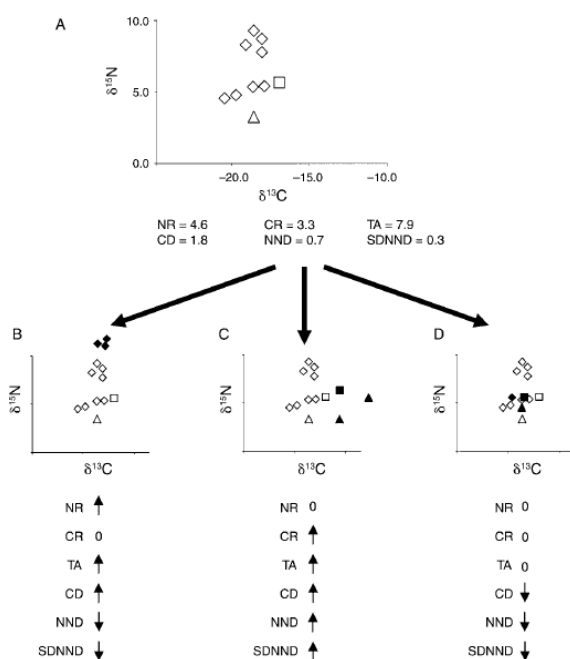 A
10.0
5.0
0.0
δ15N
−20.0 −15.0 −10.0
δ13C
NR = 4.6 CR = 3.3 TA = 7.9
CD = 1.8 NND = 0.7 SDNND = 0.3
B C D
δ15N δ15N δ15N
δ13C δ13C δ13C
NR NR 0 NR 0
CR 0 CR CR 0
TA TA TA 0
CD CD CD
NND NND NND
SDNND SDNND SDNND